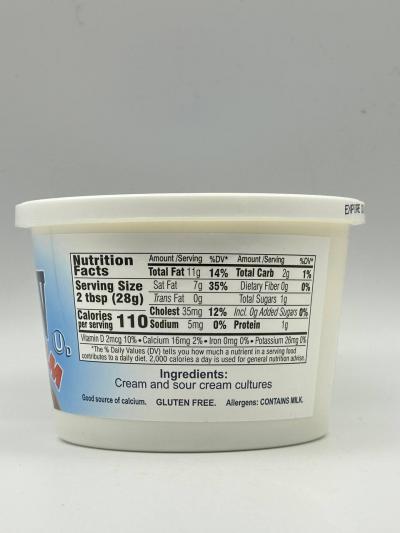 EXPIRE
Nutrition Facts
Serving Size
2 tbsp (28g)
Calories per serving 110
Amount /Serving %DV* Amount /Serving %DV*
Total Fat 11g 14% Total Carb 2g 1%
Sat Fat 7g 35% Dietary Fiber 0g 0%
Trans Fat 0g Total Sugars 1g
Cholest 35mg 12% Incl. 0g Added Sugars 0%
Sodium 5mg 0% Protein 1g
Vitamin D 2mcg 10% • Calcium 16mg 2% • Iron 0mg 0% • Potassium 26mg 0%
*The % Daily Values (DV) tells you how much a nutrient in a serving food
contributes to a daily diet. 2,000 calories a day is used for general nutrition advise.
Ingredients:
Cream and sour cream cultures
Good source of calcium. GLUTEN FREE. Allergens: CONTAINS MILK.